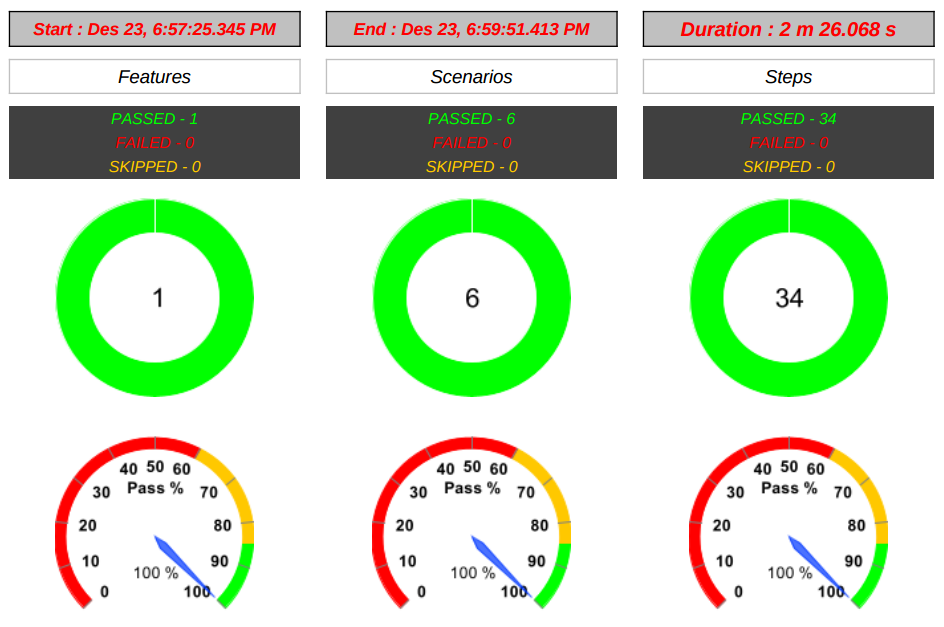 Start : Des 23, 6:57:25.345 PM
End : Des 23, 6:59:51.413 PM
Duration : 2 m 26.068 s
Features
Scenarios
Steps
PASSED - 1
FAILED - 0
SKIPPED - 0
PASSED - 6
FAILED - 0
SKIPPED - 0
PASSED - 34
FAILED - 0
SKIPPED - 0
1
6
34
40 50 60
Pass %
30 70
20 80
10 90
100 %
0 100
40 50 60
Pass %
30 70
20 80
10 90
100 %
0 100
40 50 60
Pass %
30 70
20 80
10 90
100 %
0 100